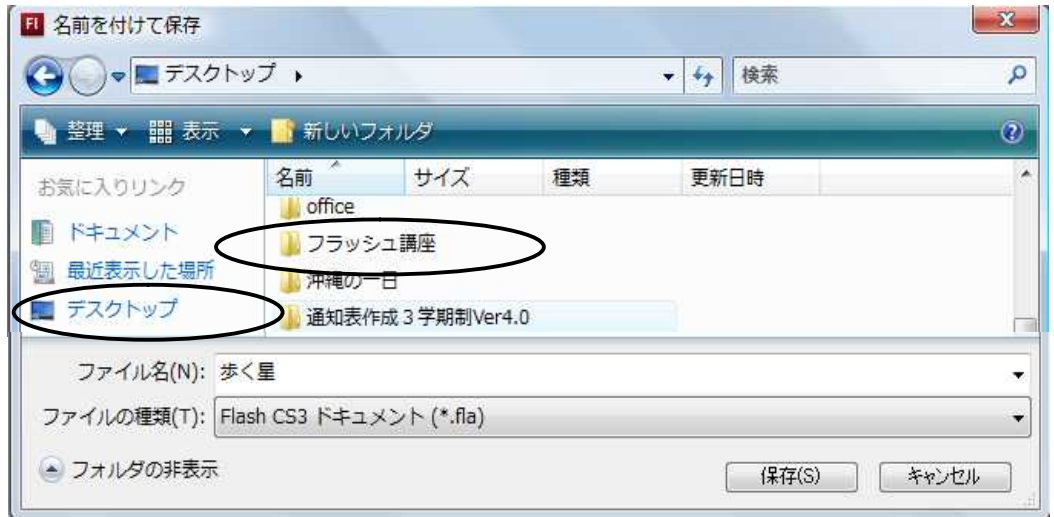 FL 名前を付けて保存
デスクトップ 検索
整理 表示 新しいフォルダ
名前 サイズ 種類 更新日時
お気に入りリンク
office
ドキュメント
フラッシュ講座
最近表示した場所
沖縄の一日
デスクトップ
通知表作成３学期制Ver4.0
ファイル名(N): 歩く星
ファイルの種類(T): Flash CS3 ドキュメント (*.fla)
フォルダの非表示 保存(S) キャンセル